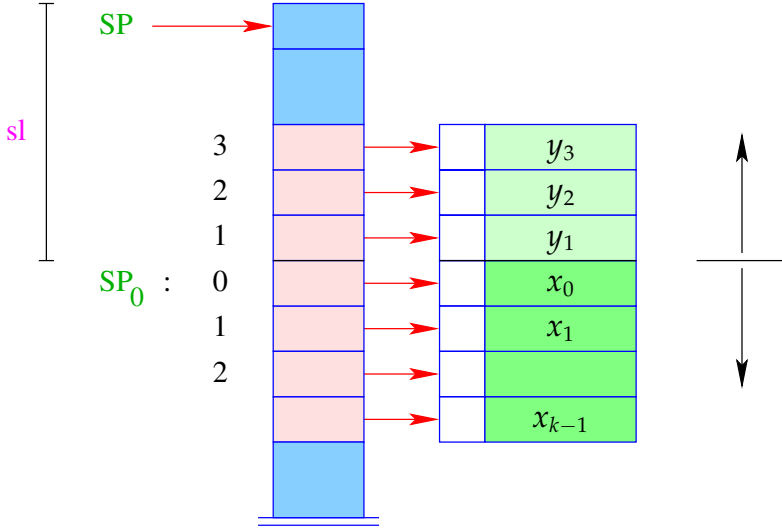 SP
sl
3 y₃
2 y₂
1 y₁
SP₀ : 0 x₀
1 x₁
2
xₖ₋₁